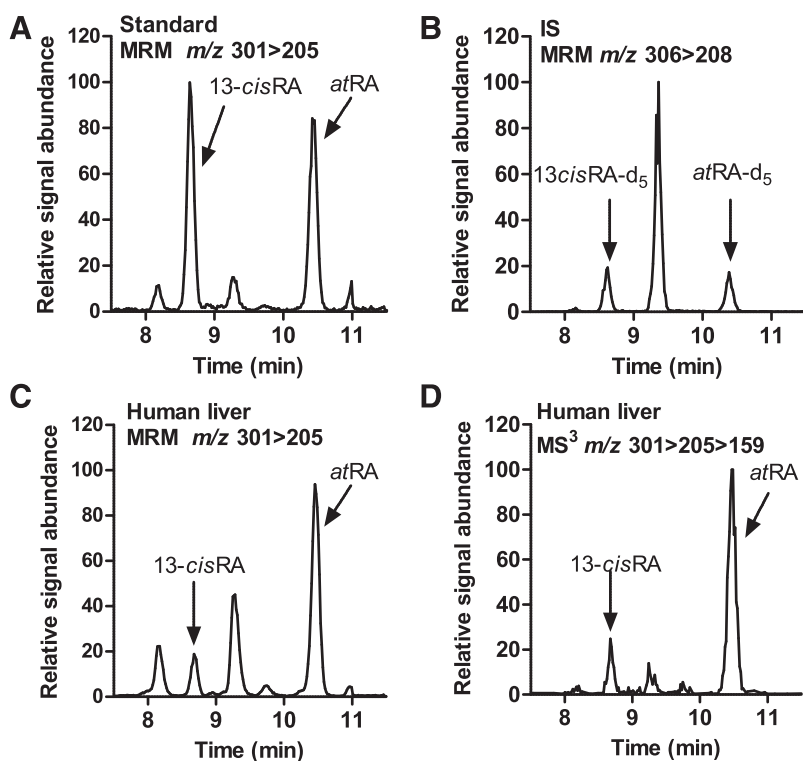 A
Standard
MRM m/z 301>205
120
100
80
60
40
20
0
Relative signal abundance
13-cisRA
atRA
8 9 10 11
Time (min)
B
IS
MRM m/z 306>208
120
100
80
60
40
20
0
Relative signal abundance
13cisRA-d5
atRA-d5
8 9 10 11
Time (min)
C
Human liver
MRM m/z 301>205
120
100
80
60
40
20
0
Relative signal abundance
13-cisRA
atRA
8 9 10 11
Time (min)
D
Human liver
MS³ m/z 301>205>159
120
100
80
60
40
20
0
Relative signal abundance
13-cisRA
atRA
8 9 10 11
Time (min)